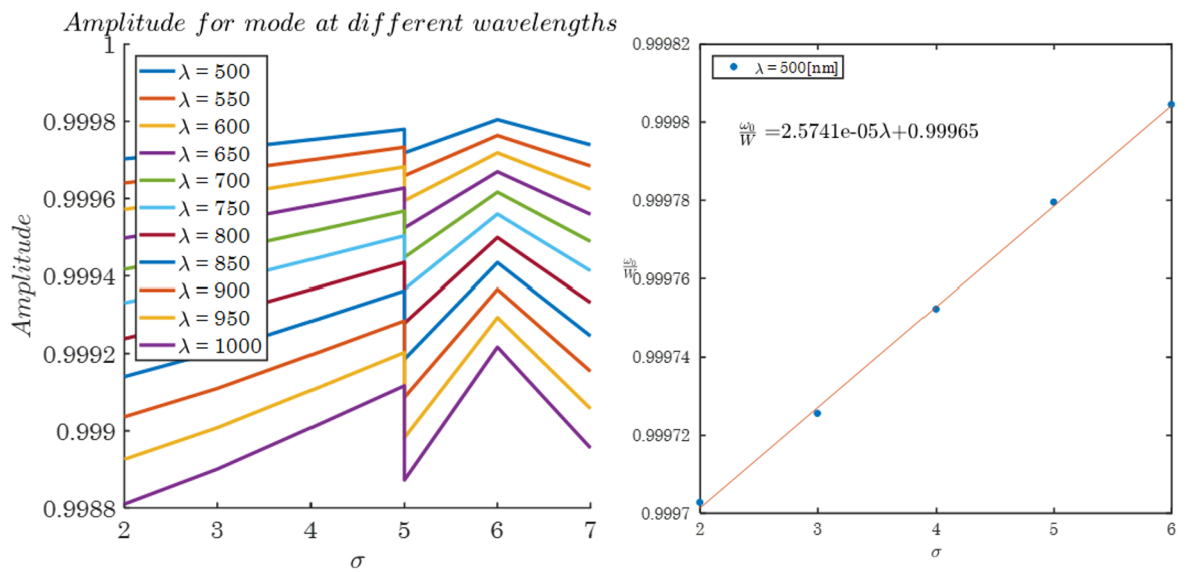 Amplitude for mode at different wavelengths
1
0.9998
0.9996
0.9994
0.9992
0.999
0.9988
Amplitude
λ = 500
λ = 550
λ = 600
λ = 650
λ = 700
λ = 750
λ = 800
λ = 850
λ = 900
λ = 950
λ = 1000
2 3 4 5 6 7
σ
0.99982
0.9998
0.99978
0.99976
0.99974
0.99972
0.9997
ω₀/W
λ = 500[nm]
ω₀/W =2.5741e-05λ+0.99965
2 3 4 5 6
σ